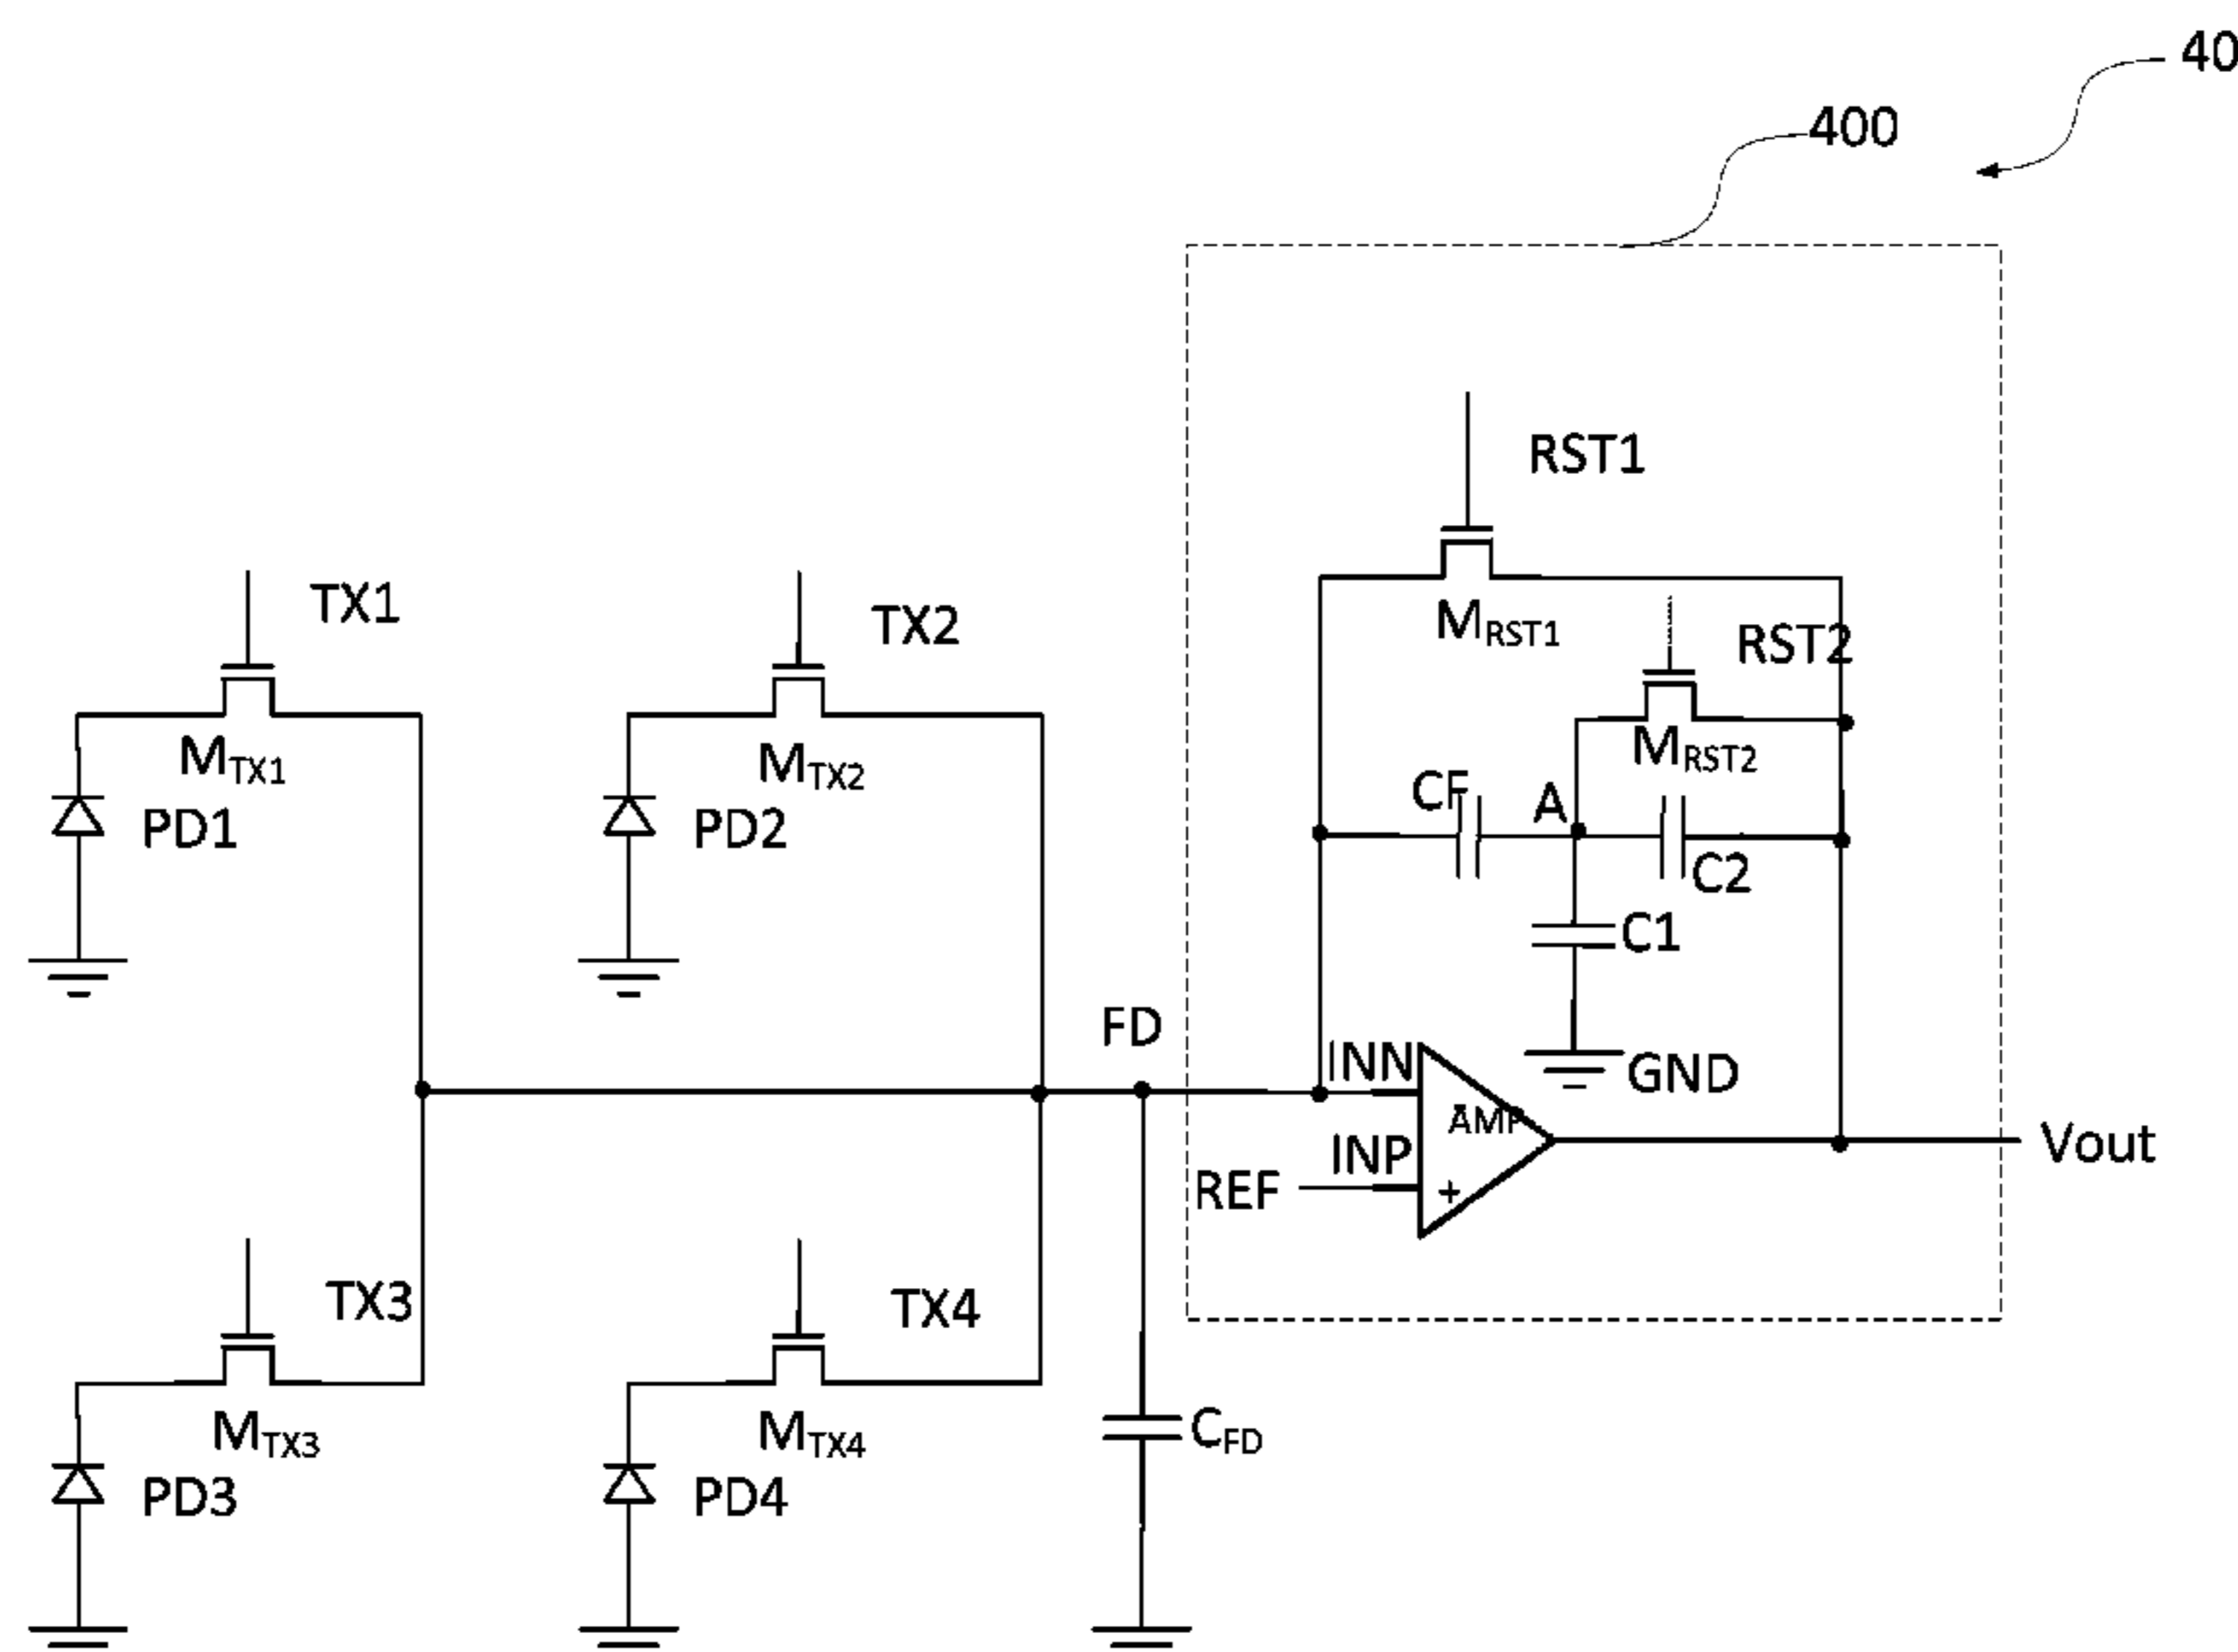 40
400
RST1
MRST1
RST2
MRST2
TX1
MTX1
PD1
TX2
MTX2
PD2
CF
A
C2
C1
GND
FD
INN
AMP
INP
+
REF
Vout
TX3
MTX3
PD3
TX4
MTX4
PD4
CFD